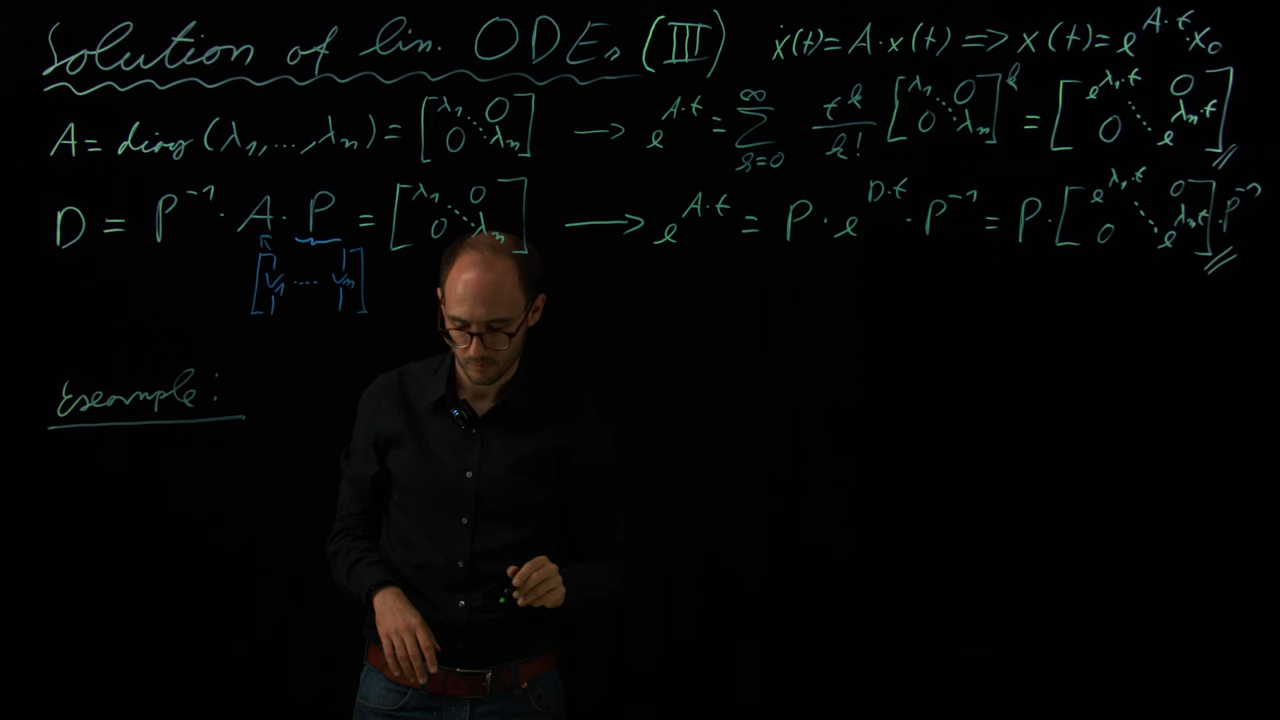 Solution of lin. ODEs (III) ẋ(t) = A·x(t) => x(t) = e^{A·t}·x₀
A = diag(λ₁,...,λₙ) = [λ₁ ⋱ 0 0 λₙ] → e^{A·t} = ∑_{k=0}^{∞} t^k/k! [λ₁ ⋱ 0 0 λₙ]^k = [e^{λ₁·t} ⋱ 0 0 e^{λₙ·t}]
D = P⁻¹·A·P = [λ₁ ⋱ 0 0 λₙ] → e^{A·t} = P·e^{D·t}·P⁻¹ = P·[e^{λ₁·t} ⋱ 0 0 e^{λₙ·t}]·P⁻¹
[v₁ .... vₙ]
Example: